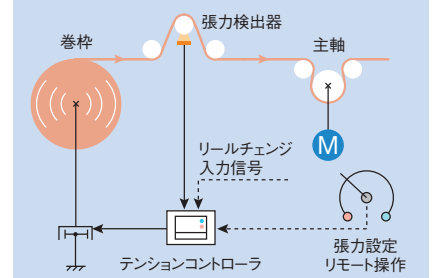 張力検出器
巻枠
主軸
M
リールチェンジ
入力信号
張力設定
リモート操作
テンションコントローラ